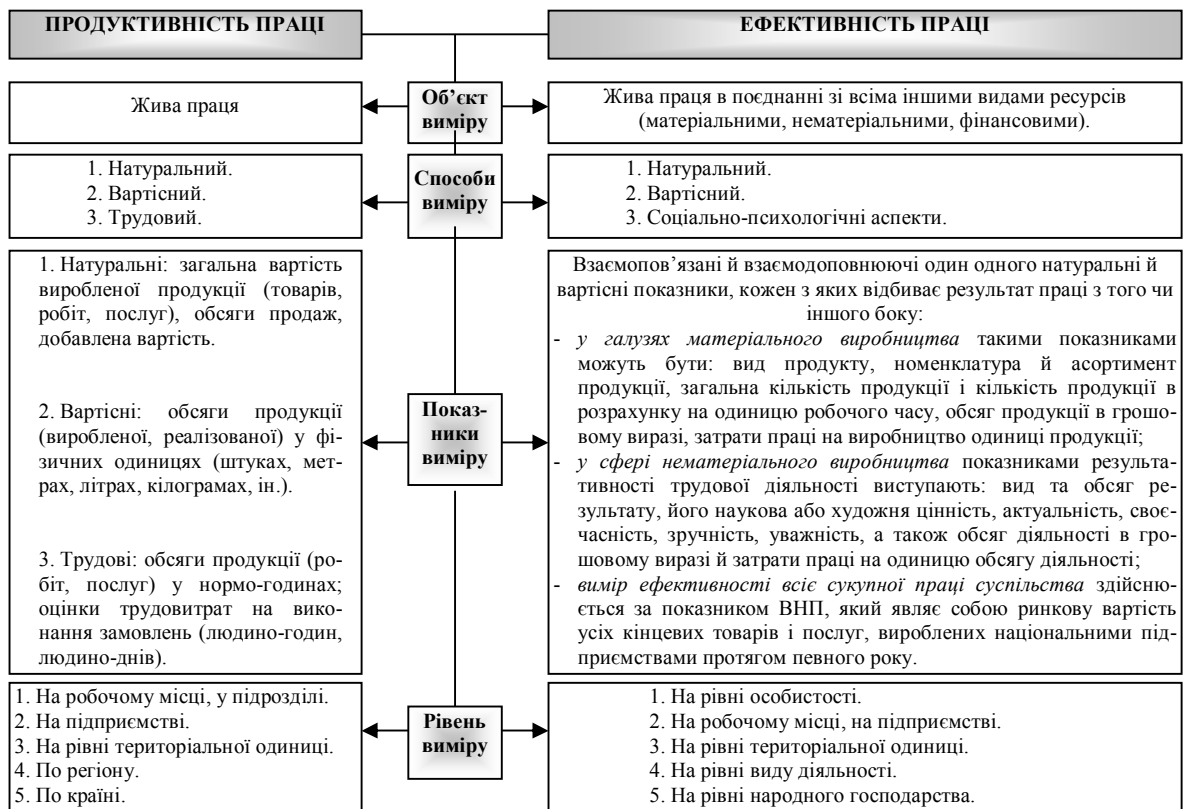 ПРОДУКТИВНІСТЬ ПРАЦІ
ЕФЕКТИВНІСТЬ ПРАЦІ
Жива праця
Об’єкт
виміру
Жива праця в поєднанні зі всіма іншими видами ресурсів
(матеріальними, нематеріальними, фінансовими).
1. Натуральний.
2. Вартісний.
3. Трудовий.
Способи
виміру
1. Натуральний.
2. Вартісний.
3. Соціально-психологічні аспекти.
1. Натуральні: загальна вартість
виробленої продукції (товарів,
робіт, послуг), обсяги продаж,
добавлена вартість.
2. Вартісні: обсяги продукції
(виробленої, реалізованої) у фі-
зичних одиницях (штуках, мет-
рах, літрах, кілограмах, ін.).
3. Трудові: обсяги продукції (ро-
біт, послуг) у нормо-годинах;
оцінки трудовитрат на вико-
нання замовлень (людино-годин,
людино-днів).
Показ-
ники
виміру
Взаємопов’язані й взаємодоповнюючі один одного натуральні й
вартісні показники, кожен з яких відбиває результат праці з того чи
іншого боку:
- у галузях матеріального виробництва такими показниками
можуть бути: вид продукту, номенклатура й асортимент
продукції, загальна кількість продукції і кількість продукції в
розрахунку на одиницю робочого часу, обсяг продукції в грошо-
вому виразі, затрати праці на виробництво одиниці продукції;
- у сфері нематеріального виробництва показниками результа-
тивності трудової діяльності виступають: вид та обсяг ре-
зультату, його наукова або художня цінність, актуальність, своє-
часність, зручність, уважність, а також обсяг діяльності в гро-
шовому виразі й затрати праці на одиницю обсягу діяльності;
- вимір ефективності всіє сукупної праці суспільства здійсню-
ється за показником ВНП, який являє собою ринкову вартість
усіх кінцевих товарів і послуг, вироблених національними під-
приємствами протягом певного року.
1. На робочому місці, у підрозділі.
2. На підприємстві.
3. На рівні територіальної одиниці.
4. По регіону.
5. По країні.
Рівень
виміру
1. На рівні особистості.
2. На робочому місці, на підприємстві.
3. На рівні територіальної одиниці.
4. На рівні виду діяльності.
5. На рівні народного господарства.